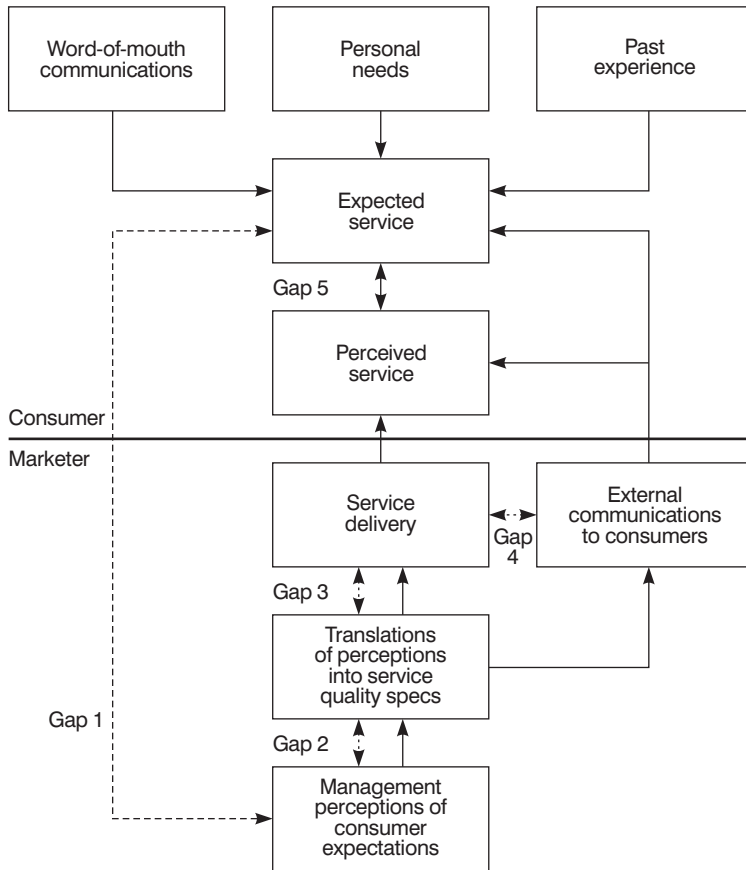 Word-of-mouth
communications
Personal
needs
Past
experience
Expected
service
Gap 5
Perceived
service
Consumer
Marketer
Service
delivery
External
communications
to consumers
Gap
4
Gap 3
Translations
of perceptions
into service
quality specs
Gap 1
Gap 2
Management
perceptions of
consumer
expectations